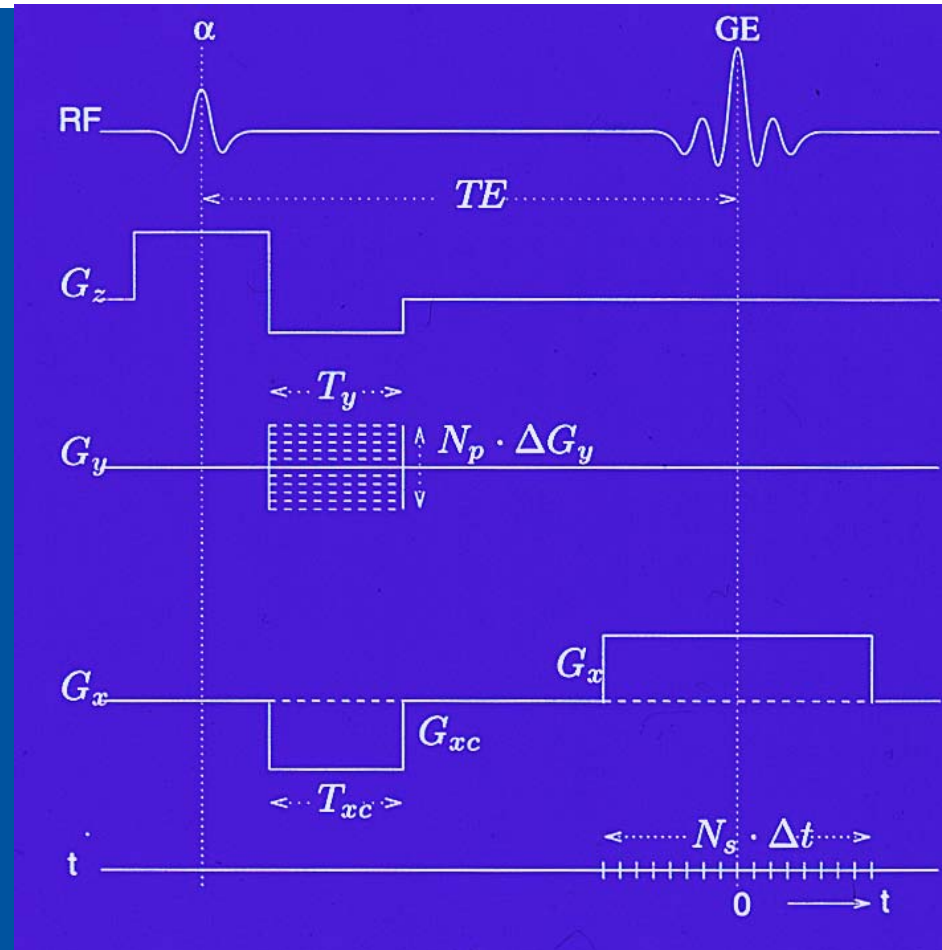 α GE
RF
TE
G_z
T_y
G_y N_p · ΔG_y
G_x
G_x
G_xc
T_xc
N_s · Δt
t
0 t